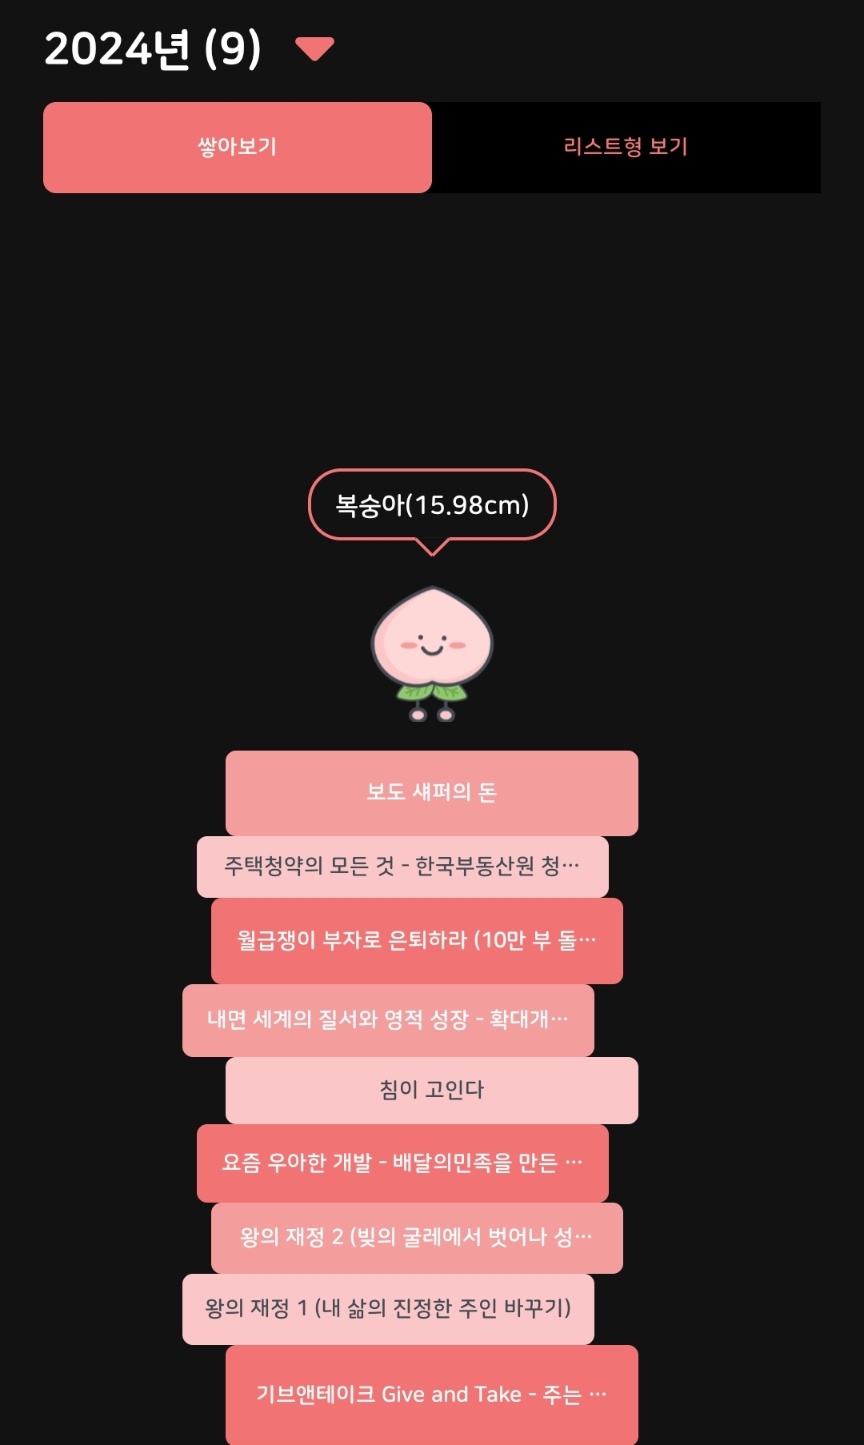 2024년 (9)
쌓아보기
리스트형 보기
복숭아(15.98cm)
보도 섀퍼의 돈
주택청약의 모든 것 - 한국부동산원 청…
월급쟁이 부자로 은퇴하라 (10만 부 돌…
내면 세계의 질서와 영적 성장 - 확대개…
침이 고인다
요즘 우아한 개발 - 배달의민족을 만든 …
왕의 재정 2 (빚의 굴레에서 벗어나 성…
왕의 재정 1 (내 삶의 진정한 주인 바꾸기)
기브앤테이크 Give and Take - 주는 …